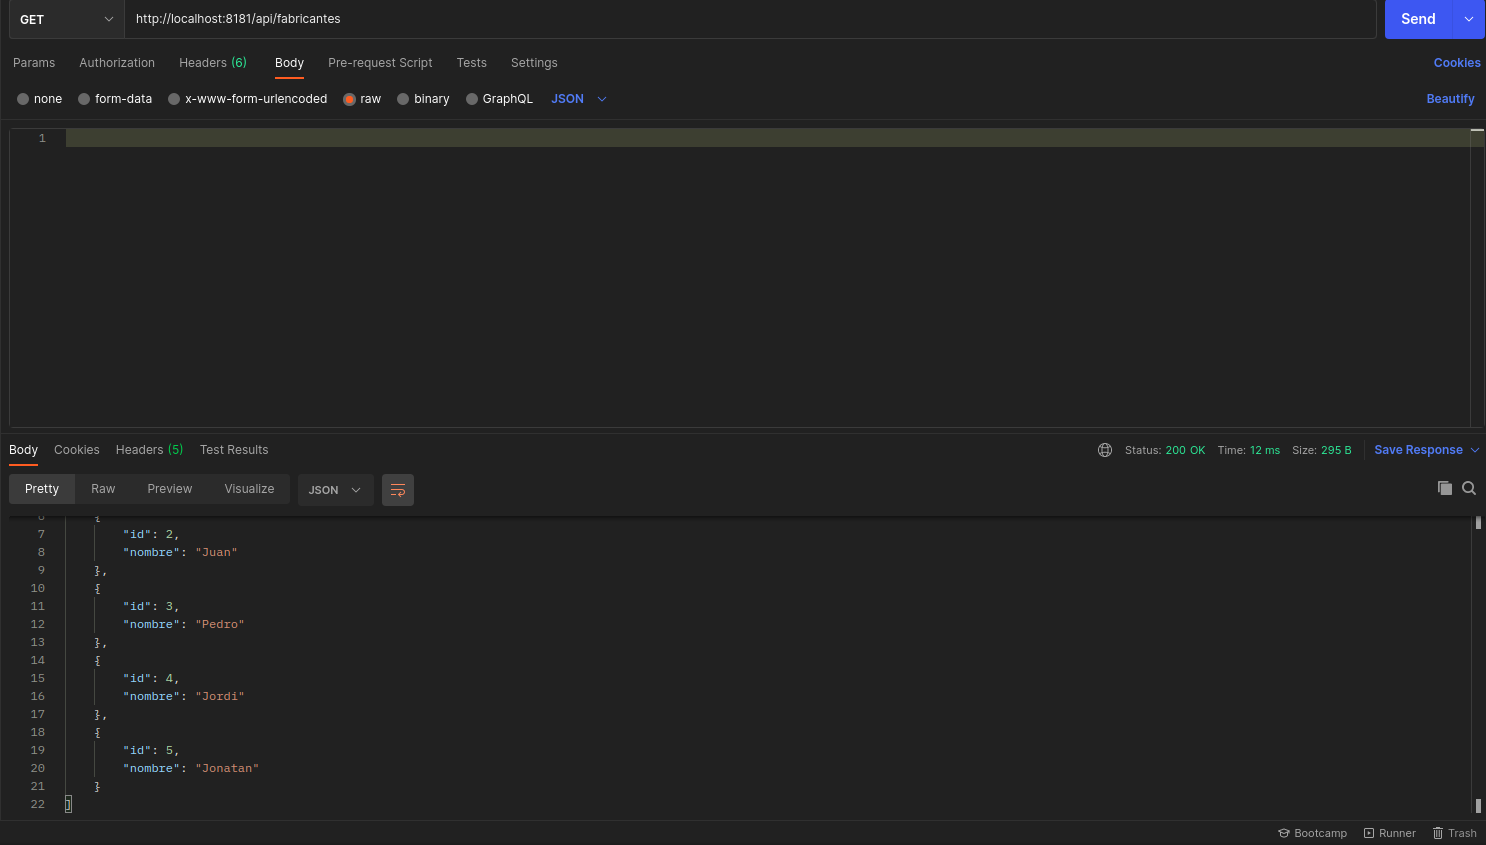 GET http://localhost:8181/api/fabricantes Send
Params Authorization Headers (6) Body Pre-request Script Tests Settings Cookies
none form-data x-www-form-urlencoded raw binary GraphQL JSON Beautify
1
Body Cookies Headers (5) Test Results Status: 200 OK Time: 12 ms Size: 295 B Save Response
Pretty Raw Preview Visualize JSON
6 {
7 "id": 2,
8 "nombre": "Juan"
9 },
10 {
11 "id": 3,
12 "nombre": "Pedro"
13 },
14 {
15 "id": 4,
16 "nombre": "Jordi"
17 },
18 {
19 "id": 5,
20 "nombre": "Jonatan"
21 }
22 ]
Bootcamp Runner Trash